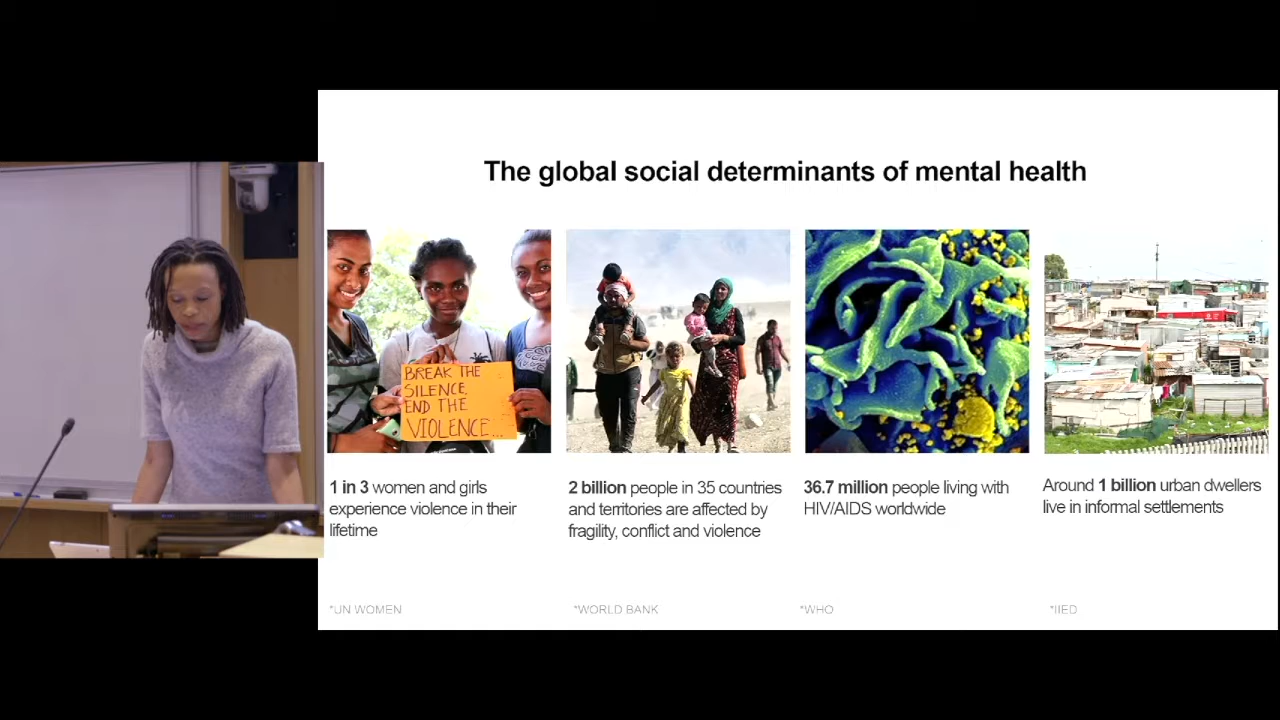 The global social determinants of mental health
BREAK THE
SILENCE,
END THE
VIOLENCE...
1 in 3 women and girls
experience violence in their
lifetime
2 billion people in 35 countries
and territories are affected by
fragility, conflict and violence
36.7 million people living with
HIV/AIDS worldwide
Around 1 billion urban dwellers
live in informal settlements
*UN WOMEN
*WORLD BANK
*WHO
*IIED